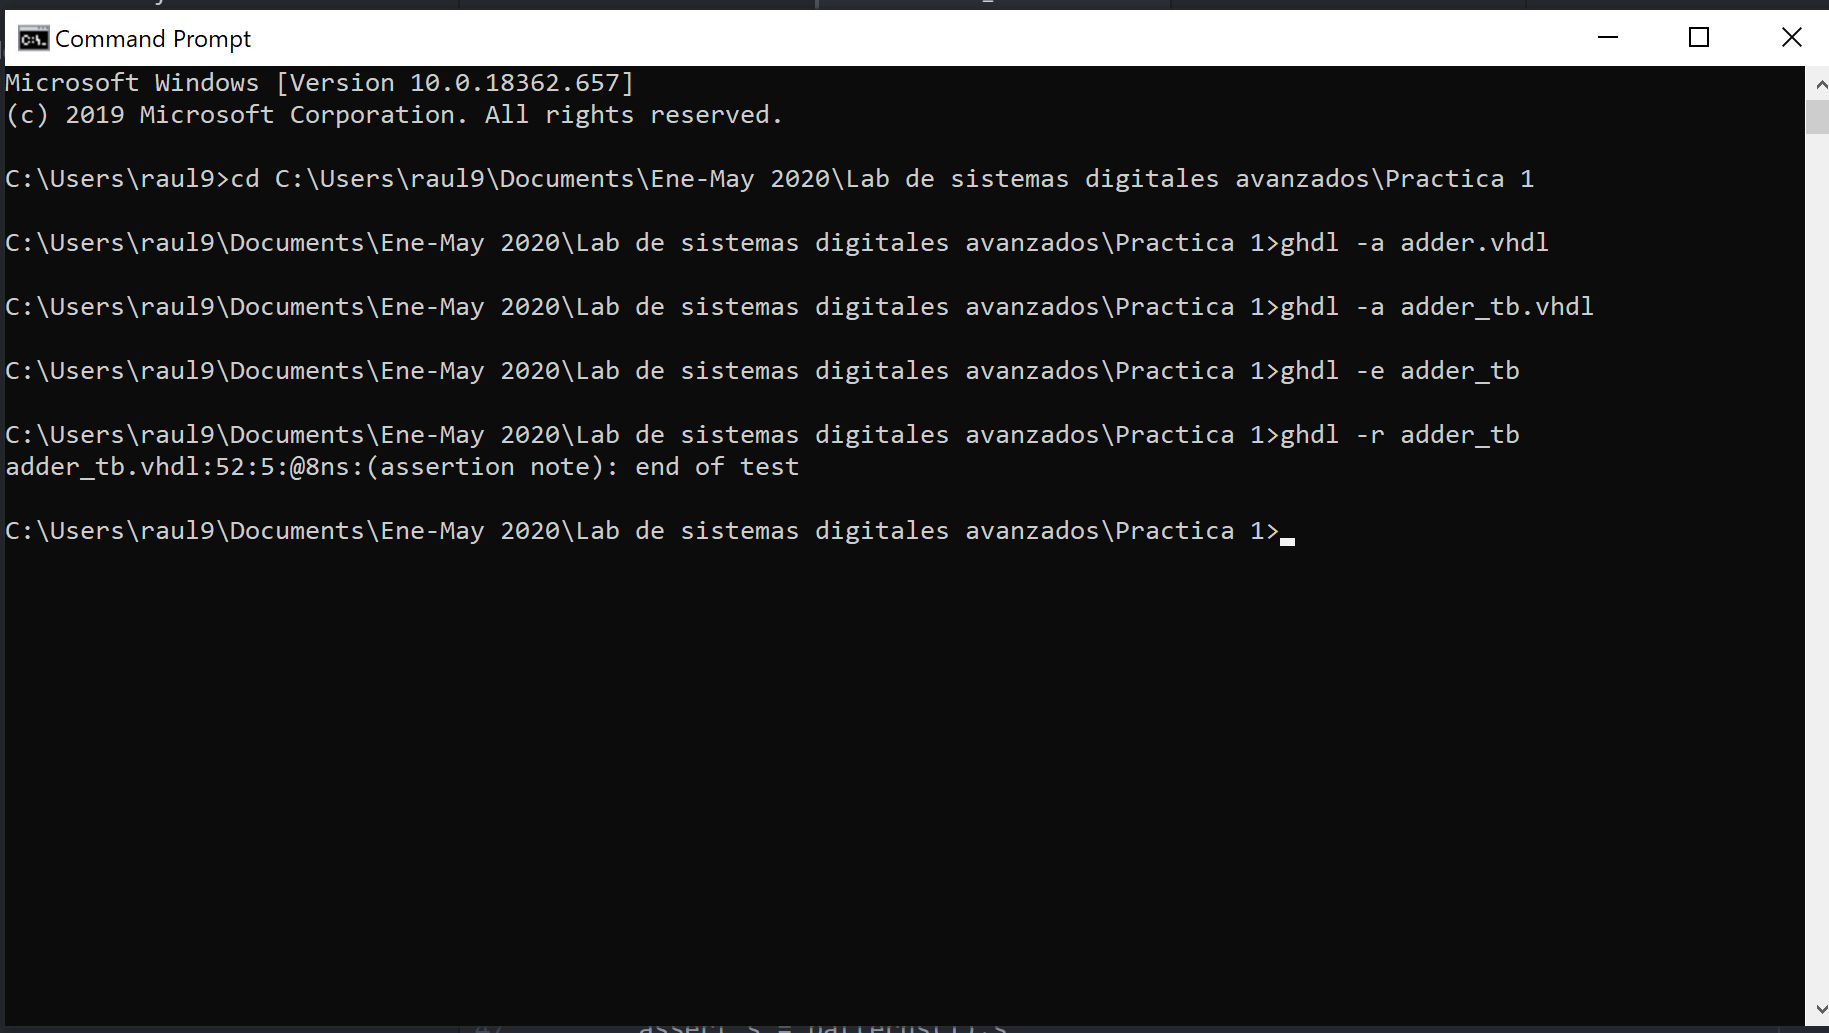 Command Prompt
Microsoft Windows [Version 10.0.18362.657]
(c) 2019 Microsoft Corporation. All rights reserved.
C:\Users\raul9>cd C:\Users\raul9\Documents\Ene-May 2020\Lab de sistemas digitales avanzados\Practica 1
C:\Users\raul9\Documents\Ene-May 2020\Lab de sistemas digitales avanzados\Practica 1>ghdl -a adder.vhdl
C:\Users\raul9\Documents\Ene-May 2020\Lab de sistemas digitales avanzados\Practica 1>ghdl -a adder_tb.vhdl
C:\Users\raul9\Documents\Ene-May 2020\Lab de sistemas digitales avanzados\Practica 1>ghdl -e adder_tb
C:\Users\raul9\Documents\Ene-May 2020\Lab de sistemas digitales avanzados\Practica 1>ghdl -r adder_tb
adder_tb.vhdl:52:5:@8ns:(assertion note): end of test
C:\Users\raul9\Documents\Ene-May 2020\Lab de sistemas digitales avanzados\Practica 1>